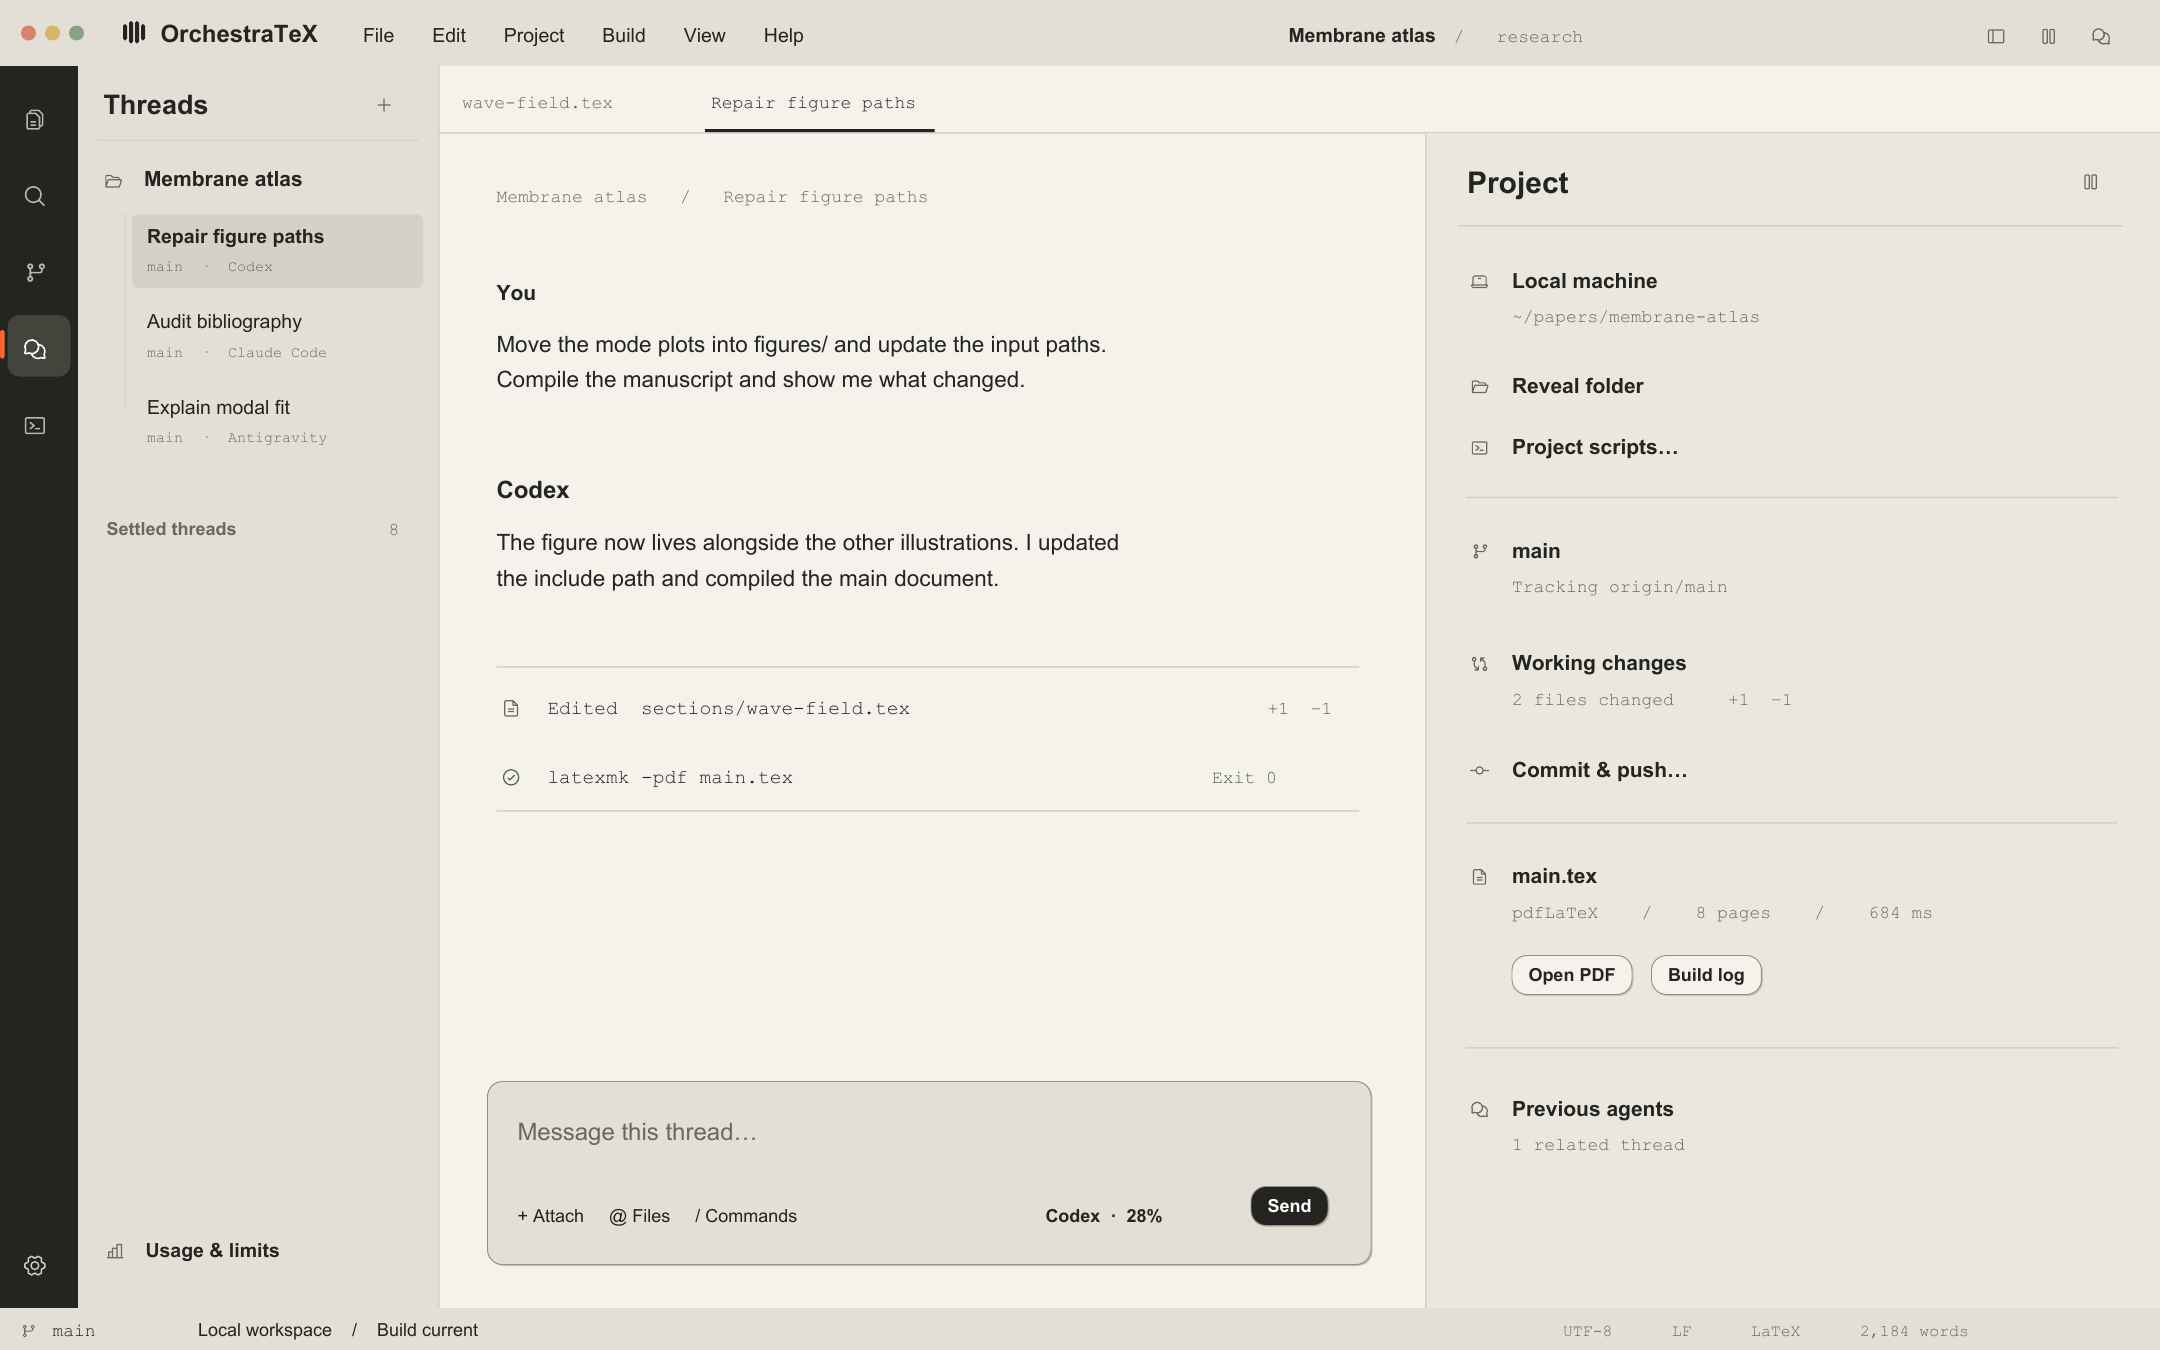 OrchestraTeX File Edit Project Build View Help Membrane atlas / research
Threads +
Membrane atlas
Repair figure paths
main · Codex
Audit bibliography
main · Claude Code
Explain modal fit
main · Antigravity
Settled threads 8
Usage & limits
wave-field.tex Repair figure paths
Membrane atlas / Repair figure paths
You
Move the mode plots into figures/ and update the input paths.
Compile the manuscript and show me what changed.
Codex
The figure now lives alongside the other illustrations. I updated
the include path and compiled the main document.
Edited sections/wave-field.tex +1 −1
latexmk -pdf main.tex Exit 0
Message this thread…
+ Attach @ Files / Commands Codex · 28% Send
Project
Local machine
~/papers/membrane-atlas
Reveal folder
Project scripts…
main
Tracking origin/main
Working changes
2 files changed +1 −1
Commit & push…
main.tex
pdfLaTeX / 8 pages / 684 ms
Open PDF Build log
Previous agents
1 related thread
main Local workspace / Build current UTF-8 LF LaTeX 2,184 words